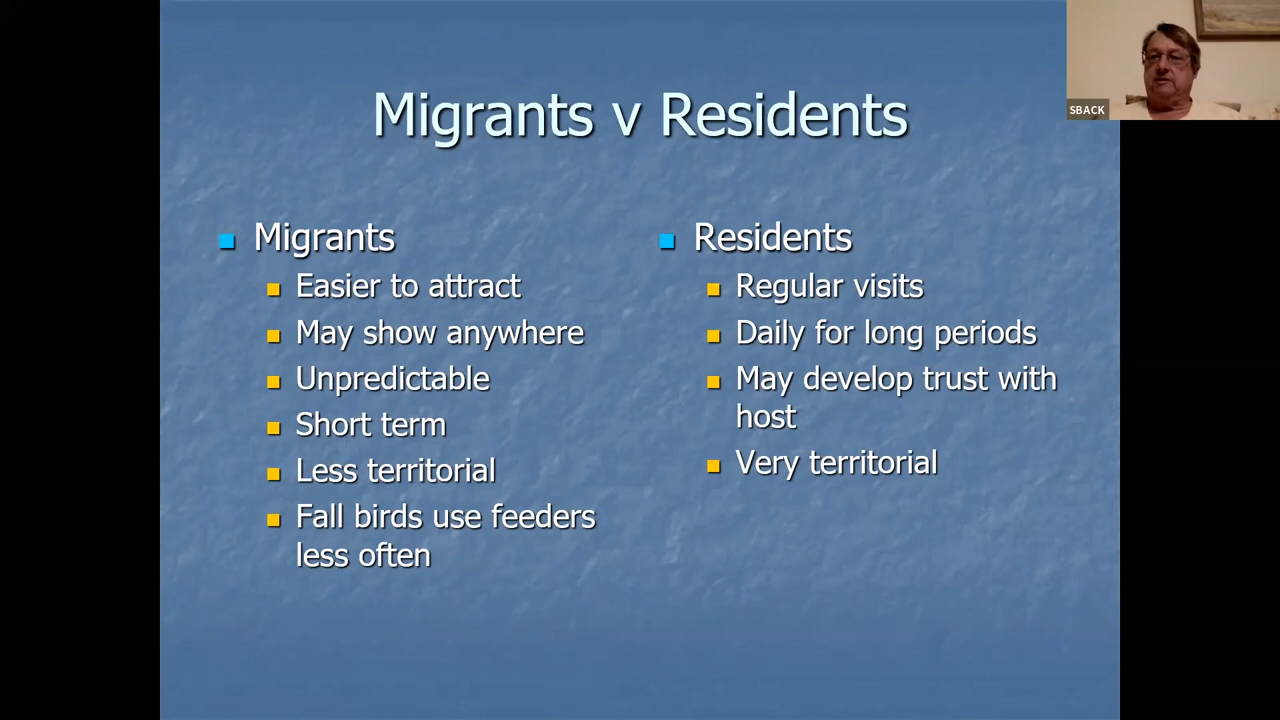 Migrants v Residents
SBACK
Migrants
Easier to attract
May show anywhere
Unpredictable
Short term
Less territorial
Fall birds use feeders
less often
Residents
Regular visits
Daily for long periods
May develop trust with
host
Very territorial